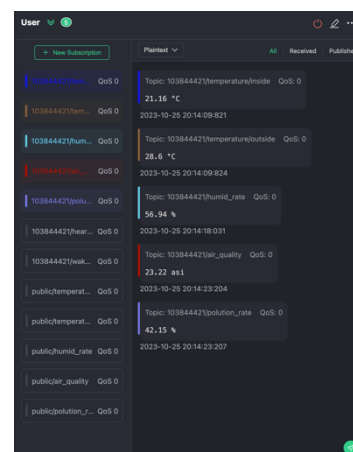 User 5
+ New Subscription
QoS 0
103844421/tem... QoS 0
103844421/hum... QoS 0
QoS 0
103844421/polu... QoS 0
103844421/hear... QoS 0
103844421/wak... QoS 0
public/temperat... QoS 0
public/temperat... QoS 0
public/humid_rate QoS 0
public/air_quality QoS 0
public/polution_r... QoS 0
Plaintext All Received Publishe
Topic: 103844421/temperature/inside QoS: 0
21.16 °C
2023-10-25 20:14:09:821
Topic: 103844421/temperature/outside QoS: 0
28.6 °C
2023-10-25 20:14:09:824
Topic: 103844421/humid_rate QoS: 0
56.94 %
2023-10-25 20:14:18:031
Topic: 103844421/air_quality QoS: 0
23.22 asi
2023-10-25 20:14:23:204
Topic: 103844421/polution_rate QoS: 0
42.15 %
2023-10-25 20:14:23:207